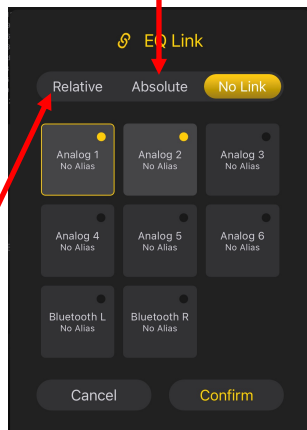 EQ Link
Relative Absolute No Link
Analog 1 Analog 2 Analog 3
No Alias No Alias No Alias
Analog 4 Analog 5 Analog 6
No Alias No Alias No Alias
Bluetooth L Bluetooth R
No Alias No Alias
Cancel Confirm